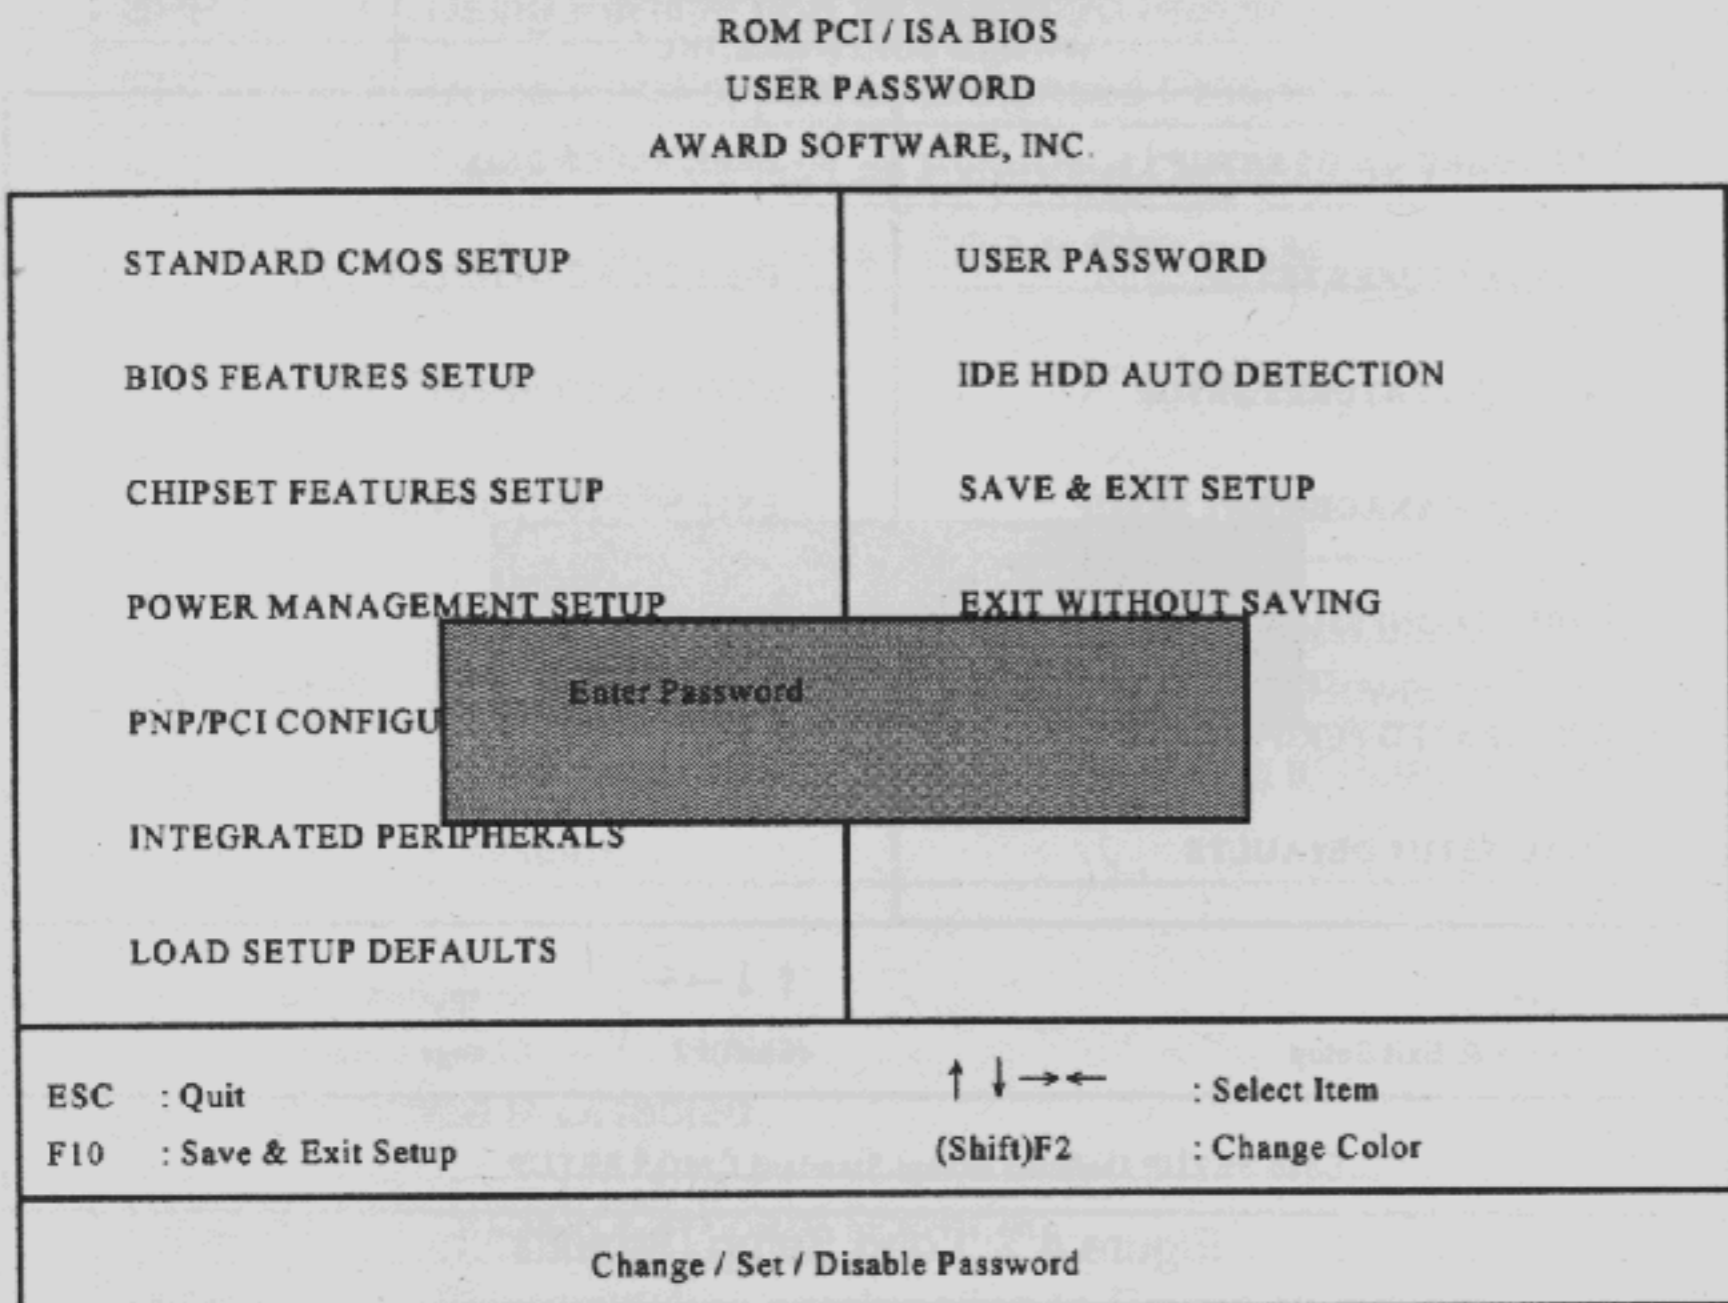 ROM PCI / ISA BIOS
USER PASSWORD
AWARD SOFTWARE, INC.
STANDARD CMOS SETUP
BIOS FEATURES SETUP
CHIPSET FEATURES SETUP
POWER MANAGEMENT SETUP
PNP/PCI CONFIGU
INTEGRATED PERIPHERALS
LOAD SETUP DEFAULTS
USER PASSWORD
IDE HDD AUTO DETECTION
SAVE & EXIT SETUP
EXIT WITHOUT SAVING
Enter Password:
ESC : Quit
F10 : Save & Exit Setup
↑ ↓ → ← : Select Item
(Shift)F2 : Change Color
Change / Set / Disable Password